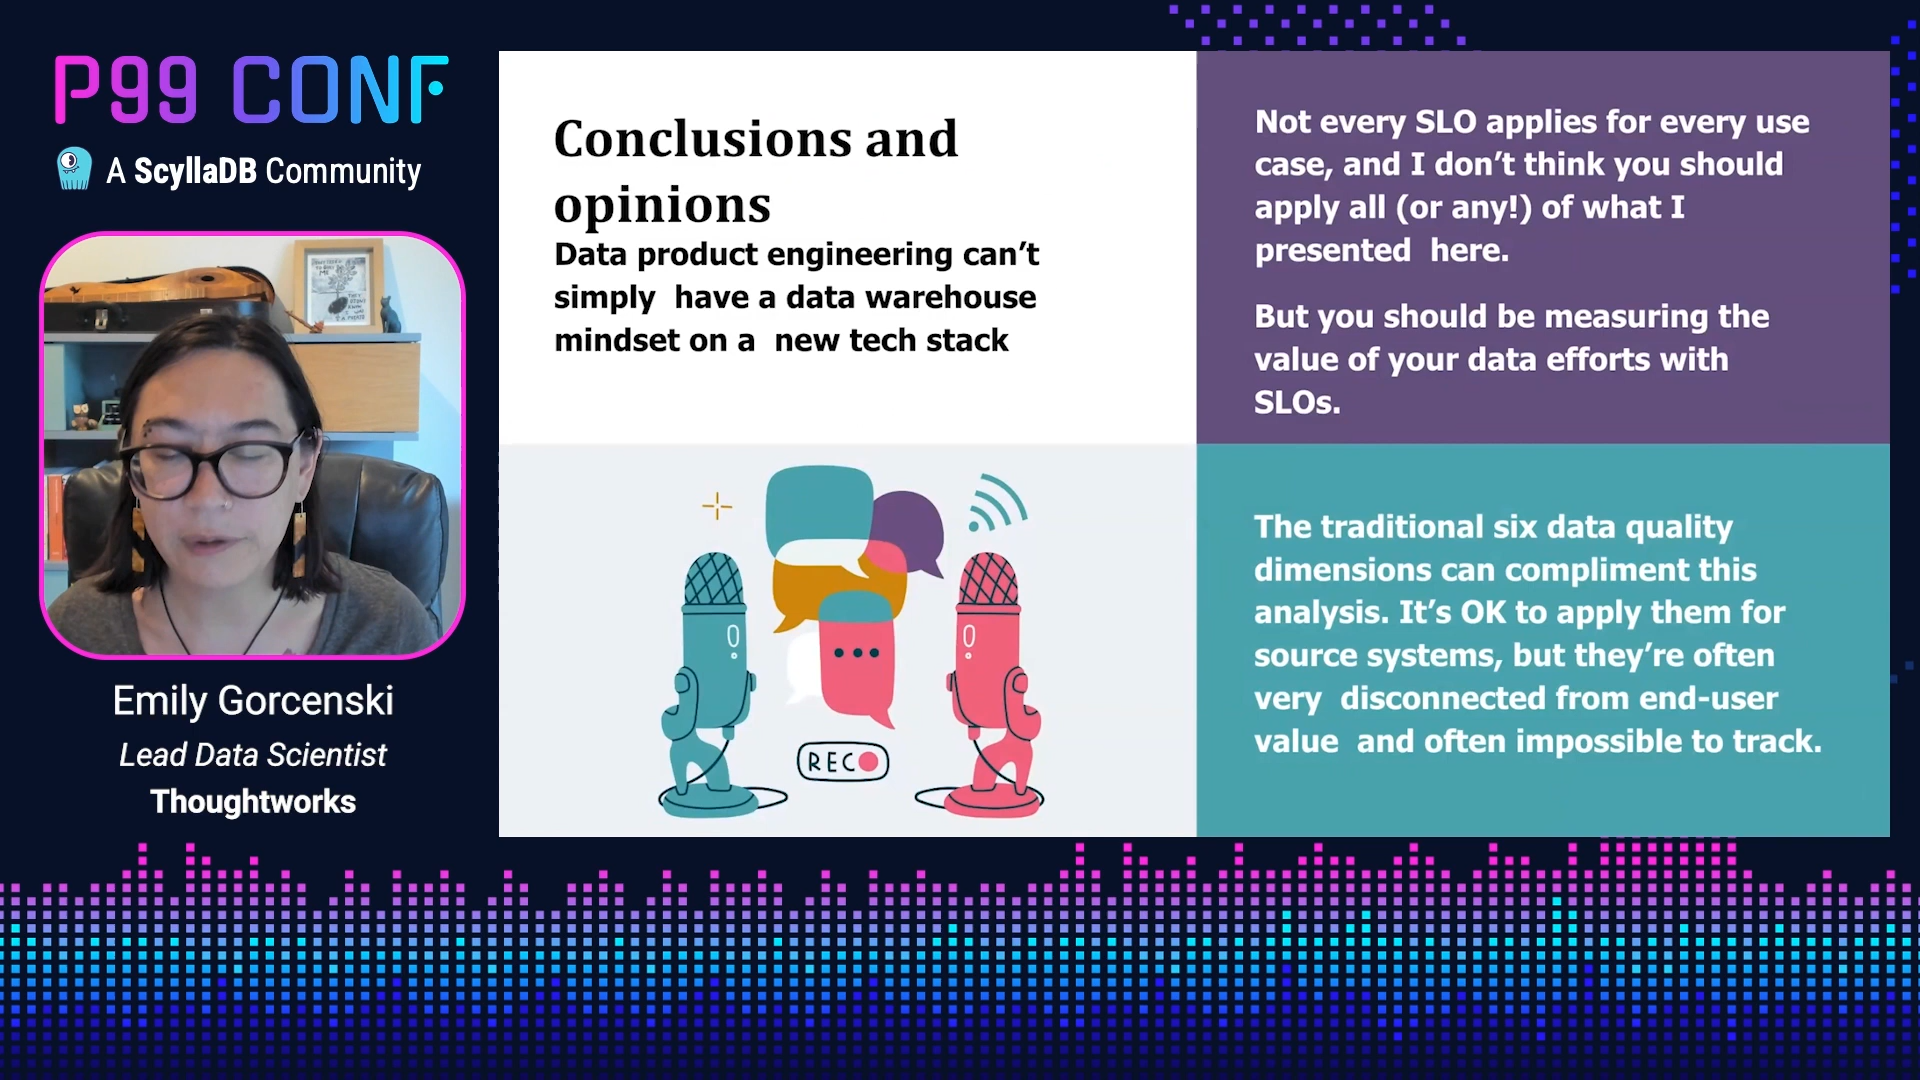 P99 CONF
A ScyllaDB Community
Emily Gorcenski
Lead Data Scientist
Thoughtworks
Conclusions and
opinions
Data product engineering can’t
simply  have a data warehouse
mindset on a  new tech stack
REC
Not every SLO applies for every use
case, and I don’t think you should
apply all (or any!) of what I
presented  here.
But you should be measuring the
value of your data efforts with
SLOs.
The traditional six data quality
dimensions can compliment this
analysis. It’s OK to apply them for
source systems, but they’re often
very  disconnected from end-user
value  and often impossible to track.